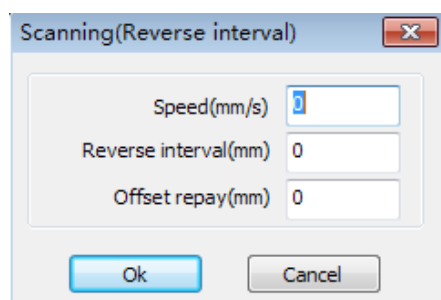 Scanning(Reverse interval)
Speed(mm/s) 0
Reverse interval(mm) 0
Offset repay(mm) 0
Ok Cancel